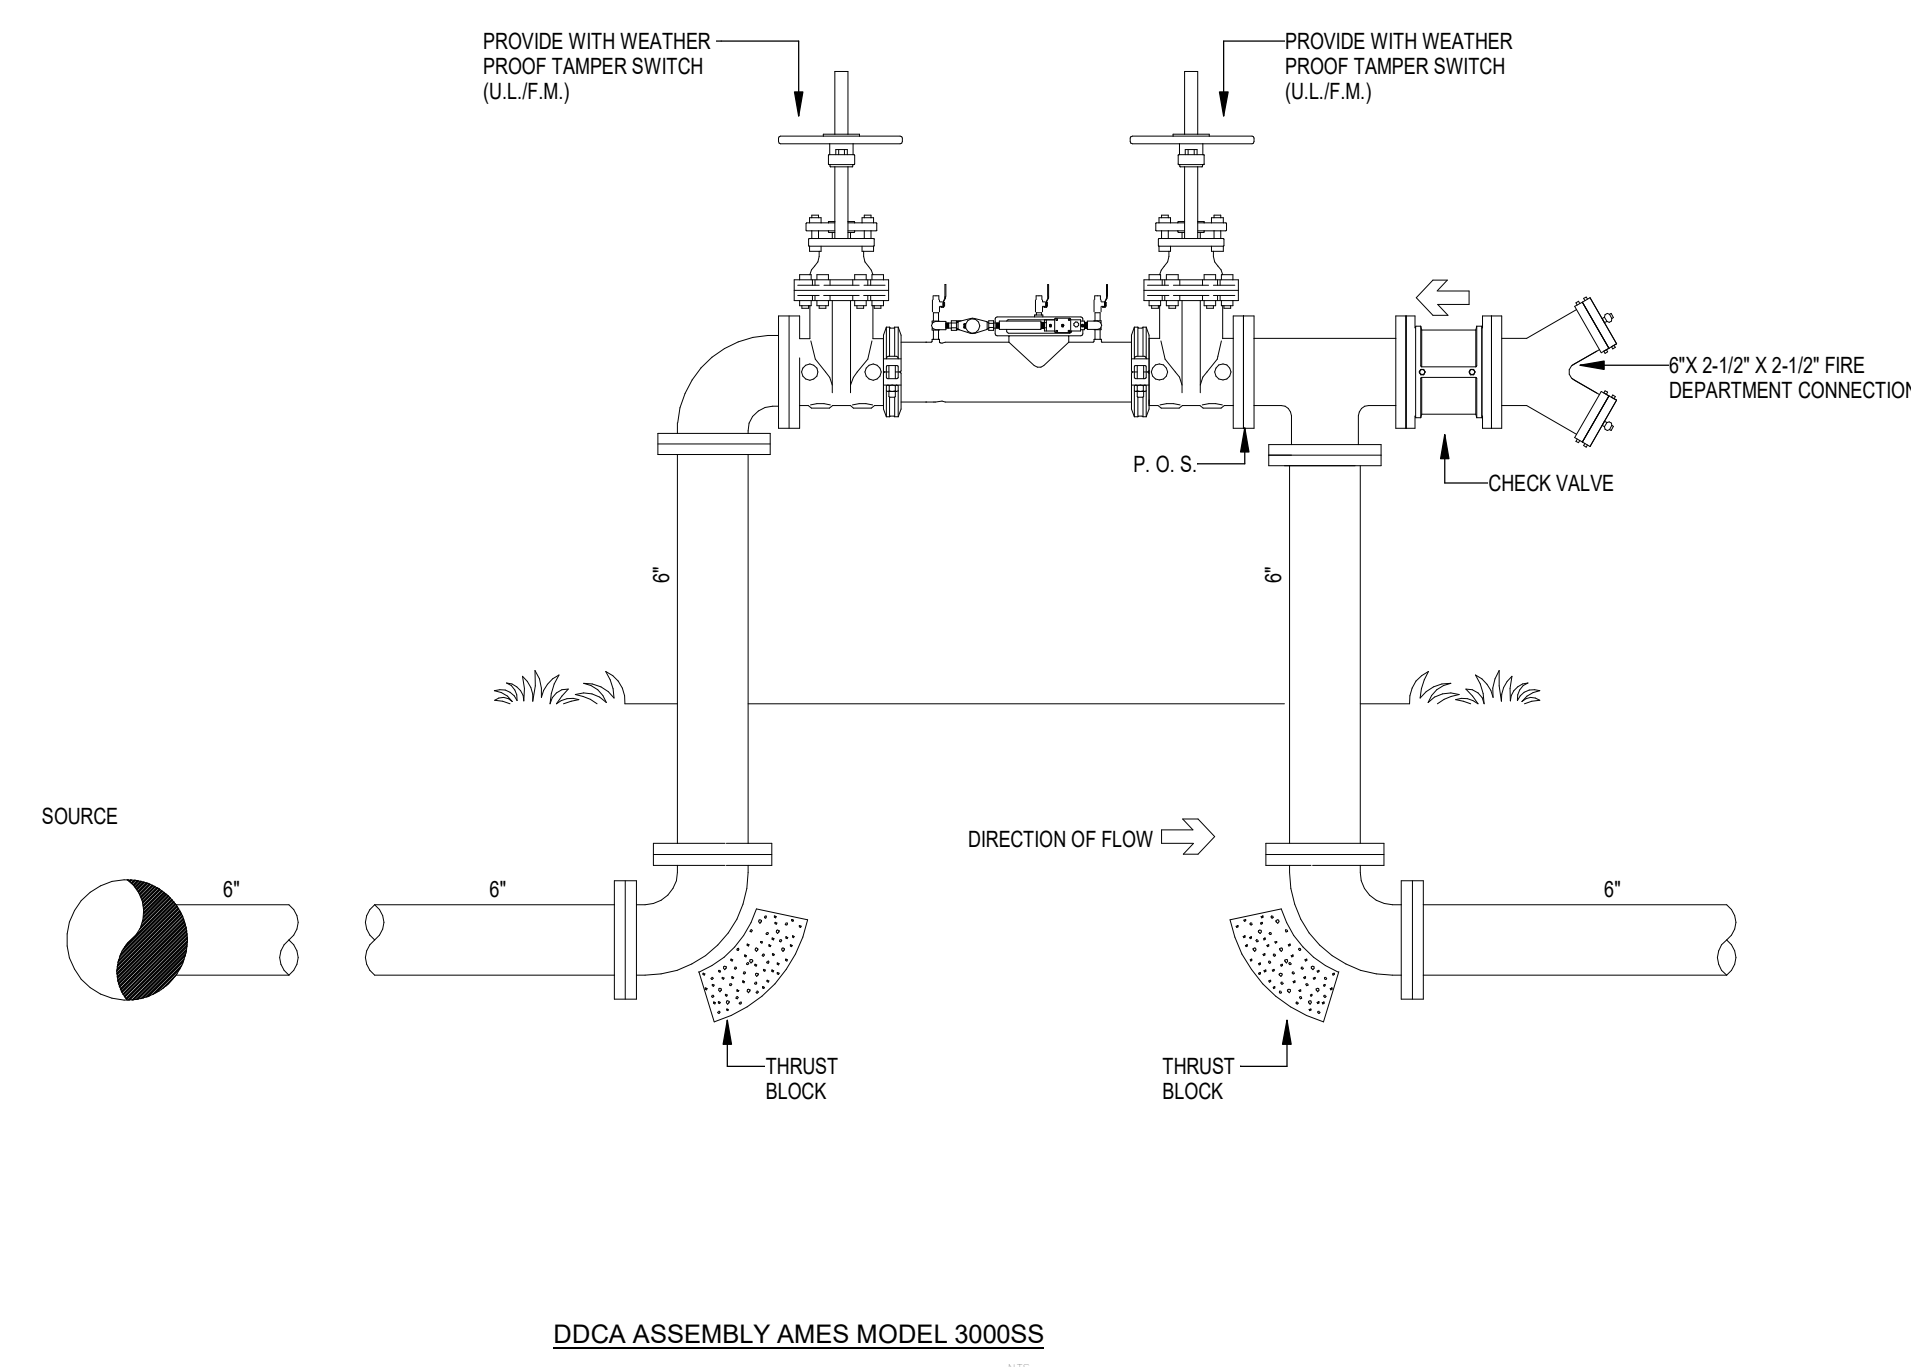 PROVIDE WITH WEATHER
PROOF TAMPER SWITCH
(U.L./F.M.)
PROVIDE WITH WEATHER
PROOF TAMPER SWITCH
(U.L./F.M.)
6"X 2-1/2" X 2-1/2" FIRE
DEPARTMENT CONNECTION
P. O. S.
CHECK VALVE
6"
6"
SOURCE
DIRECTION OF FLOW
6"
6"
6"
THRUST
BLOCK
THRUST
BLOCK
DDCA ASSEMBLY AMES MODEL 3000SS